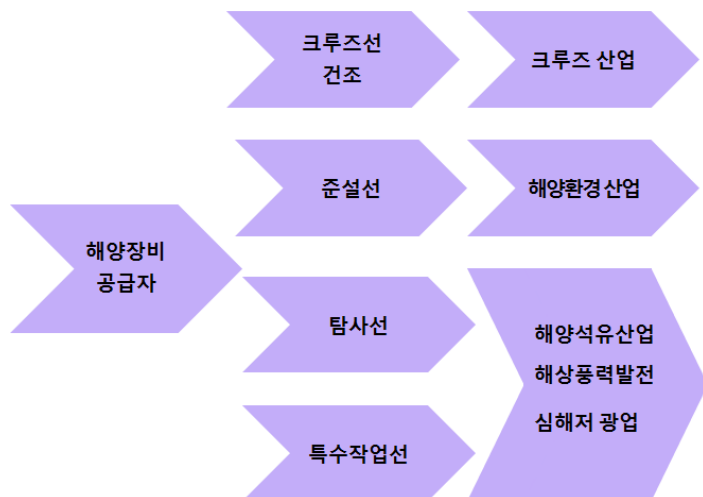 크루즈선
건조
크루즈 산업
준설선
해양환경 산업
해양장비
공급자
탐사선
해양석유산업
해상풍력발전
심해저 광업
특수작업선